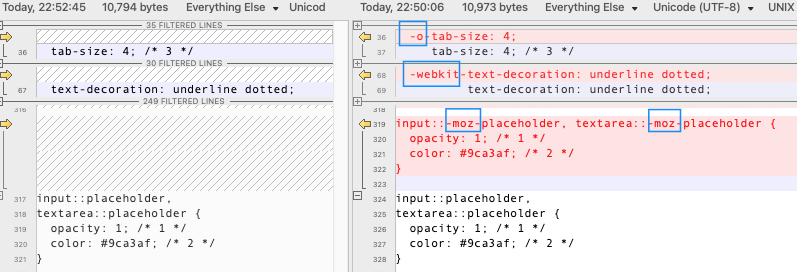 Today, 22:52:45 10,794 bytes Everything Else Unicod
Today, 22:50:06 10,973 bytes Everything Else Unicode (UTF-8) UNIX
35 FILTERED LINES
36 tab-size: 4; /* 3 */
30 FILTERED LINES
67 text-decoration: underline dotted;
249 FILTERED LINES
316
317 input::placeholder,
318 textarea::placeholder {
319 opacity: 1; /* 1 */
320 color: #9ca3af; /* 2 */
321 }
36 -o-tab-size: 4;
37 tab-size: 4; /* 3 */
68 -webkit-text-decoration: underline dotted;
69 text-decoration: underline dotted;
318
319 input::-moz-placeholder, textarea::-moz-placeholder {
320 opacity: 1; /* 1 */
321 color: #9ca3af; /* 2 */
322 }
323
324 input::placeholder,
325 textarea::placeholder {
326 opacity: 1; /* 1 */
327 color: #9ca3af; /* 2 */
328 }